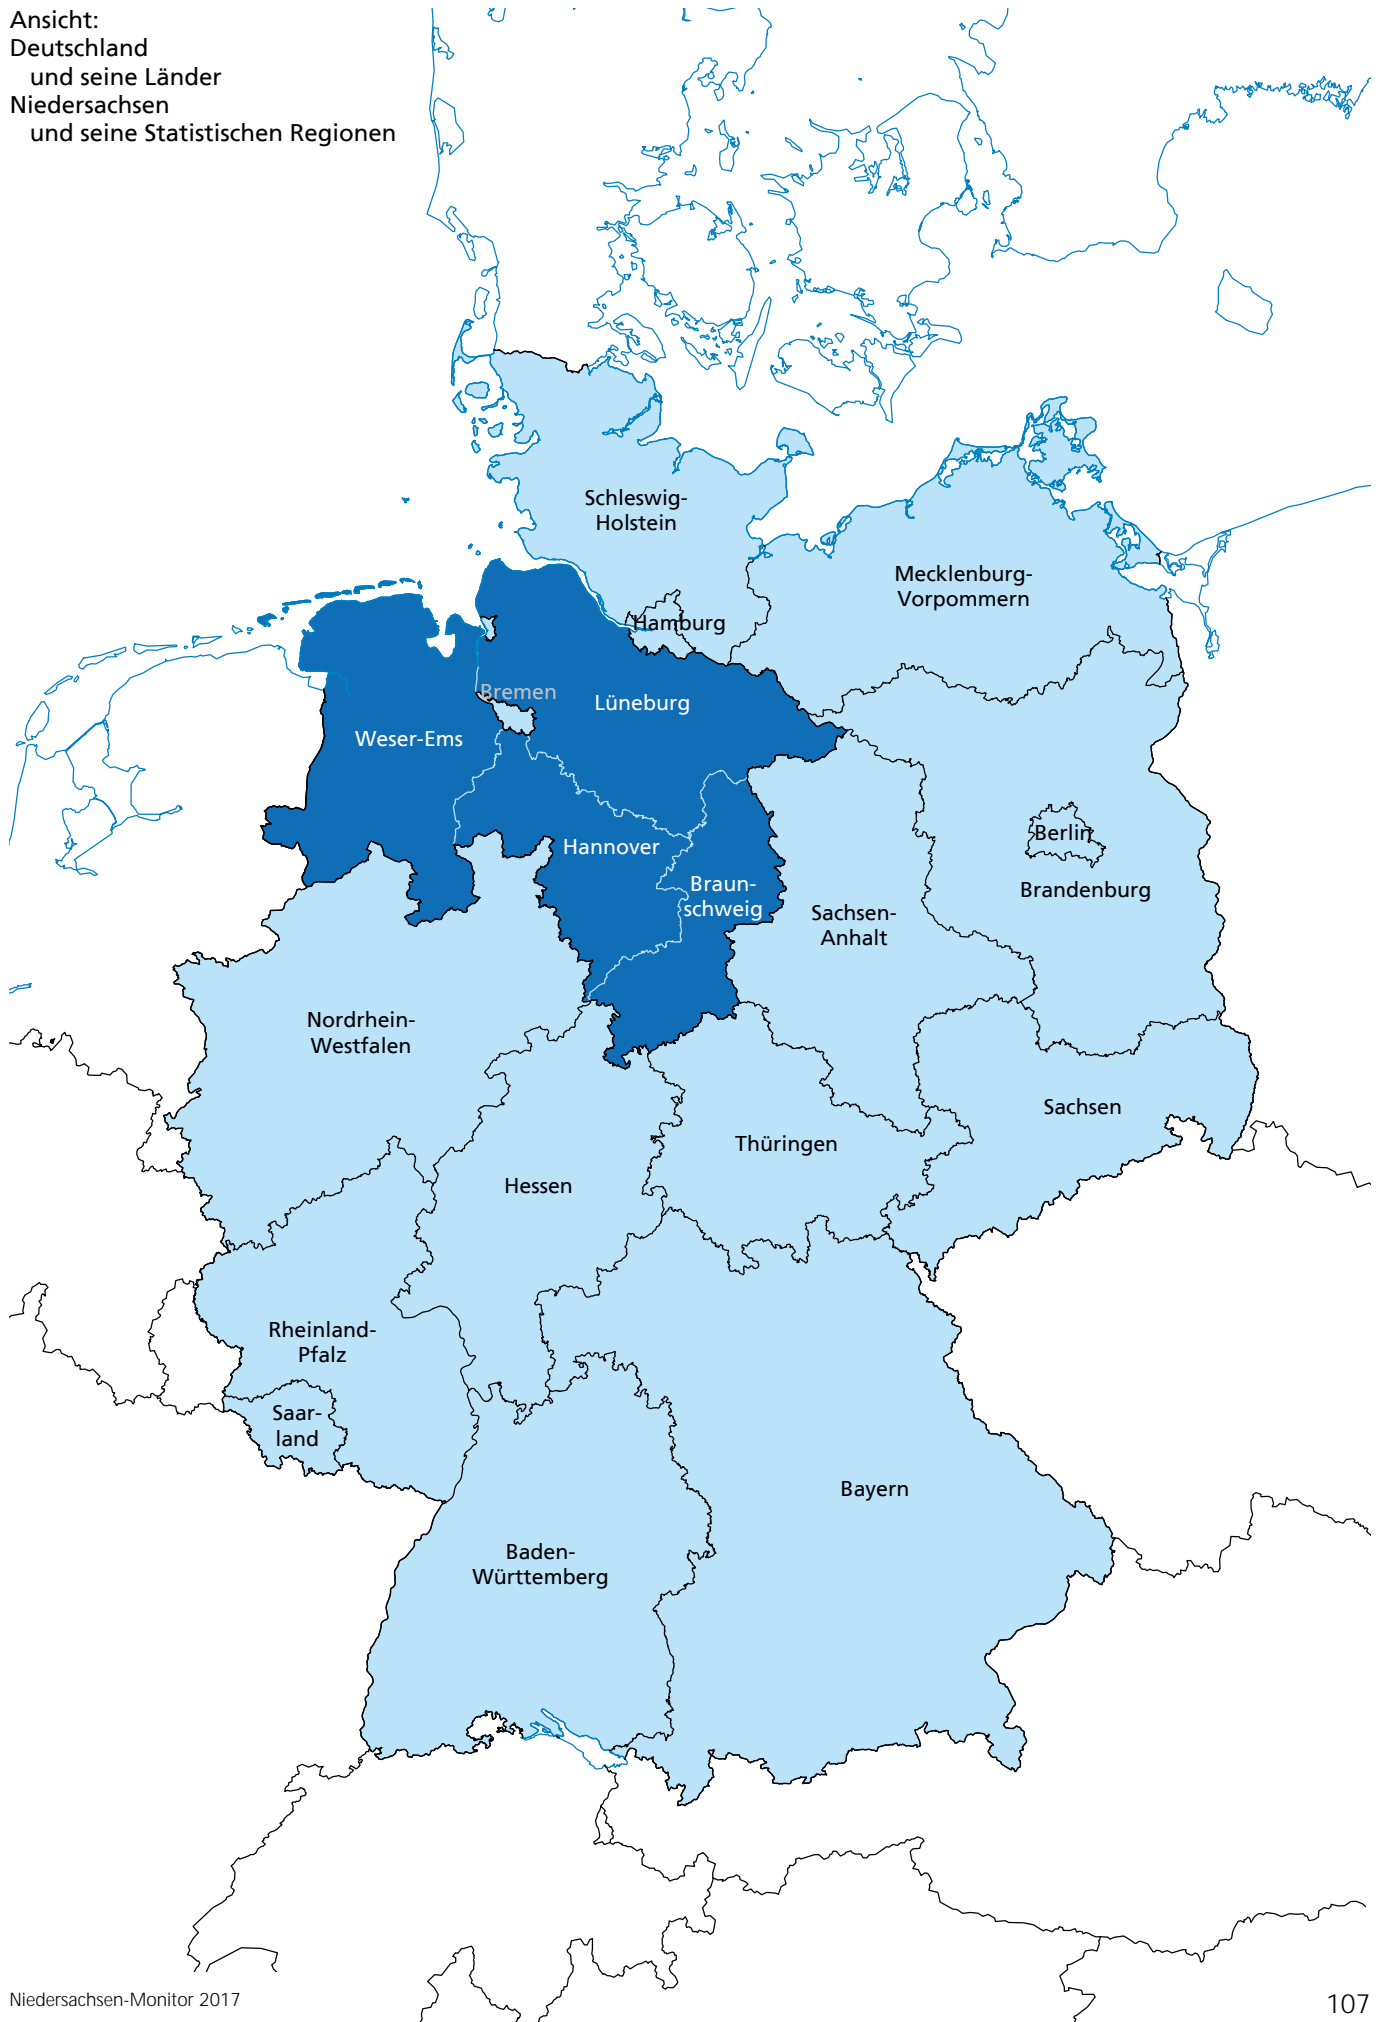 Ansicht:
Deutschland
und seine Länder
Niedersachsen
und seine Statistischen Regionen
Schleswig-
Holstein
Mecklenburg-
Vorpommern
Hamburg
Bremen
Lüneburg
Weser-Ems
Berlin
Hannover
Brandenburg
Braun-
schweig
Sachsen-
Anhalt
Nordrhein-
Westfalen
Sachsen
Thüringen
Hessen
Rheinland-
Pfalz
Saar-
land
Bayern
Baden-
Württemberg
Niedersachsen-Monitor 2017
107